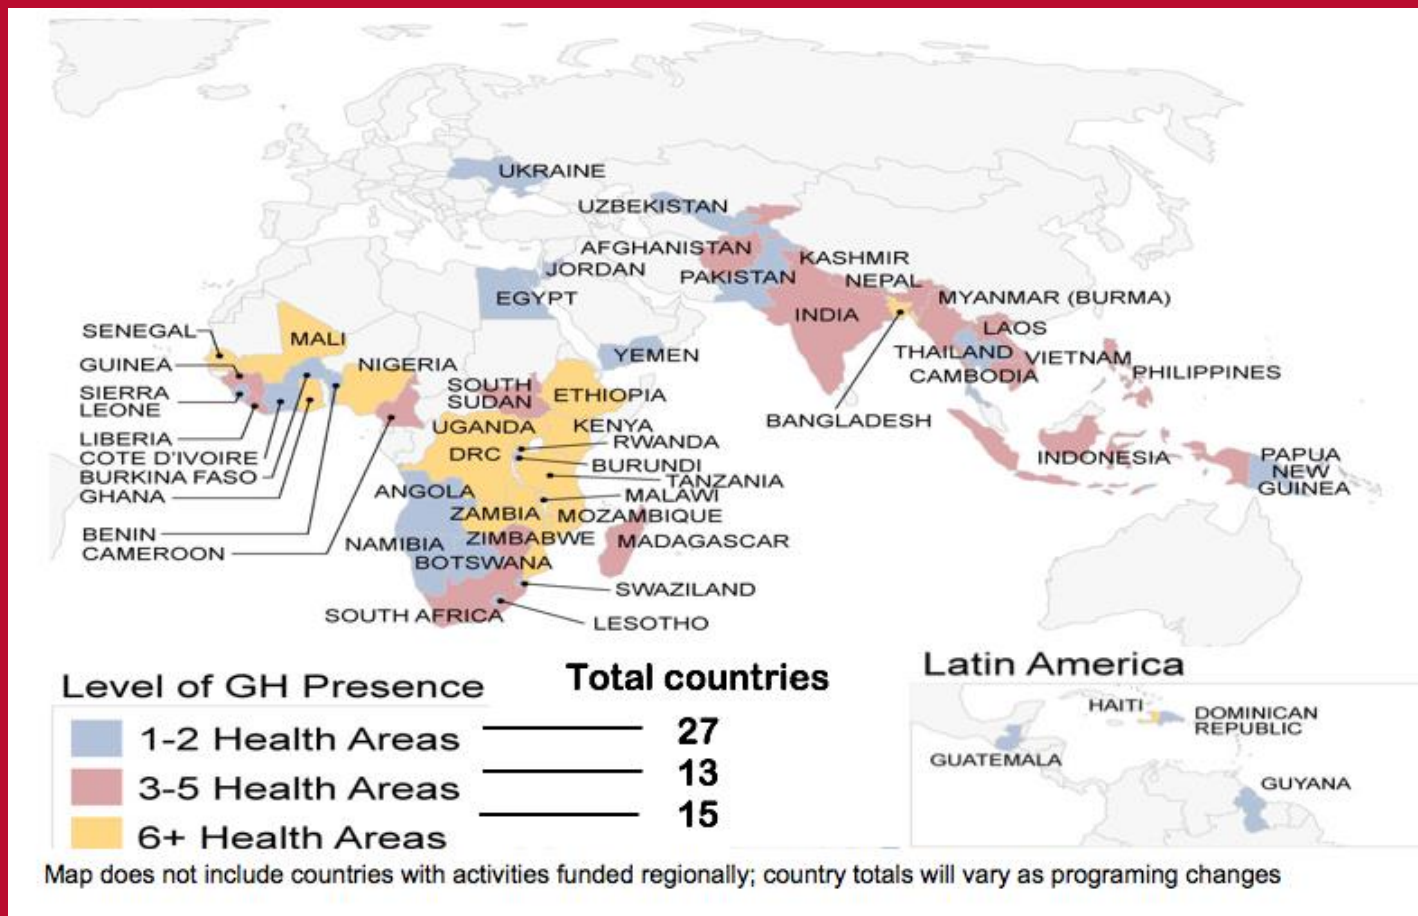 UKRAINE
UZBEKISTAN
AFGHANISTAN
KASHMIR
JORDAN
PAKISTAN
NEPAL
EGYPT
MYANMAR (BURMA)
INDIA
LAOS
SENEGAL
MALI
YEMEN
THAILAND
VIETNAM
GUINEA
NIGERIA
CAMBODIA
PHILIPPINES
SIERRA
LEONE
SOUTH
SUDAN
ETHIOPIA
BANGLADESH
LIBERIA
UGANDA
KENYA
COTE D'IVOIRE
RWANDA
DRC
BURUNDI
INDONESIA
PAPUA
NEW
GUINEA
BURKINA FASO
TANZANIA
GHANA
ANGOLA
MALAWI
ZAMBIA
MOZAMBIQUE
BENIN
NAMIBIA
ZIMBABWE
MADAGASCAR
CAMEROON
BOTSWANA
SWAZILAND
SOUTH AFRICA
LESOTHO
Level of GH Presence
Total countries
1-2 Health Areas 27
3-5 Health Areas 13
6+ Health Areas 15
Latin America
HAITI
DOMINICAN
REPUBLIC
GUATEMALA
GUYANA
Map does not include countries with activities funded regionally; country totals will vary as programing changes